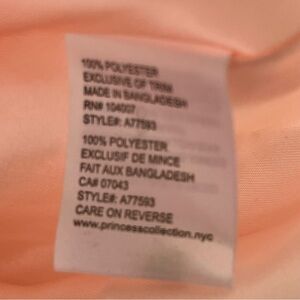 100% POLYESTER
EXCLUSIVE OF TRIM
MADE IN BANGLADESH
RN# 104007
STYLE#: A77593
100% POLYESTER
EXCLUSIF DE MINCE
FAIT AUX BANGLADESH
CA# 07043
STYLE#: A77593
CARE ON REVERSE
www.princesscollection.nyc